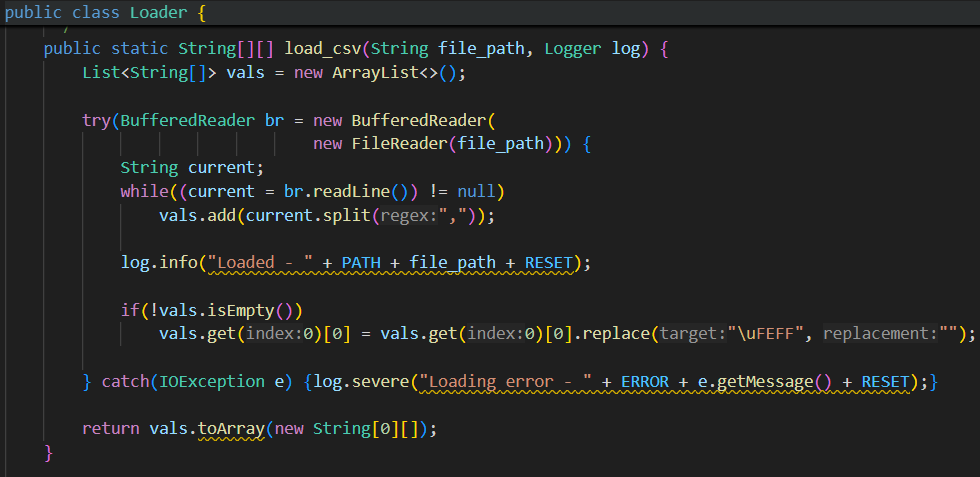 public class Loader {
public static String[][] load_csv(String file_path, Logger log) {
List<String[]> vals = new ArrayList<>();
try(BufferedReader br = new BufferedReader(
new FileReader(file_path))) {
String current;
while((current = br.readLine()) != null)
vals.add(current.split(regex:","));
log.info("Loaded - " + PATH + file_path + RESET);
if(!vals.isEmpty())
vals.get(index:0)[0] = vals.get(index:0)[0].replace(target:"\uFEFF", replacement:"");
} catch(IOException e) {log.severe("Loading error - " + ERROR + e.getMessage() + RESET);}
return vals.toArray(new String[0][]);
}